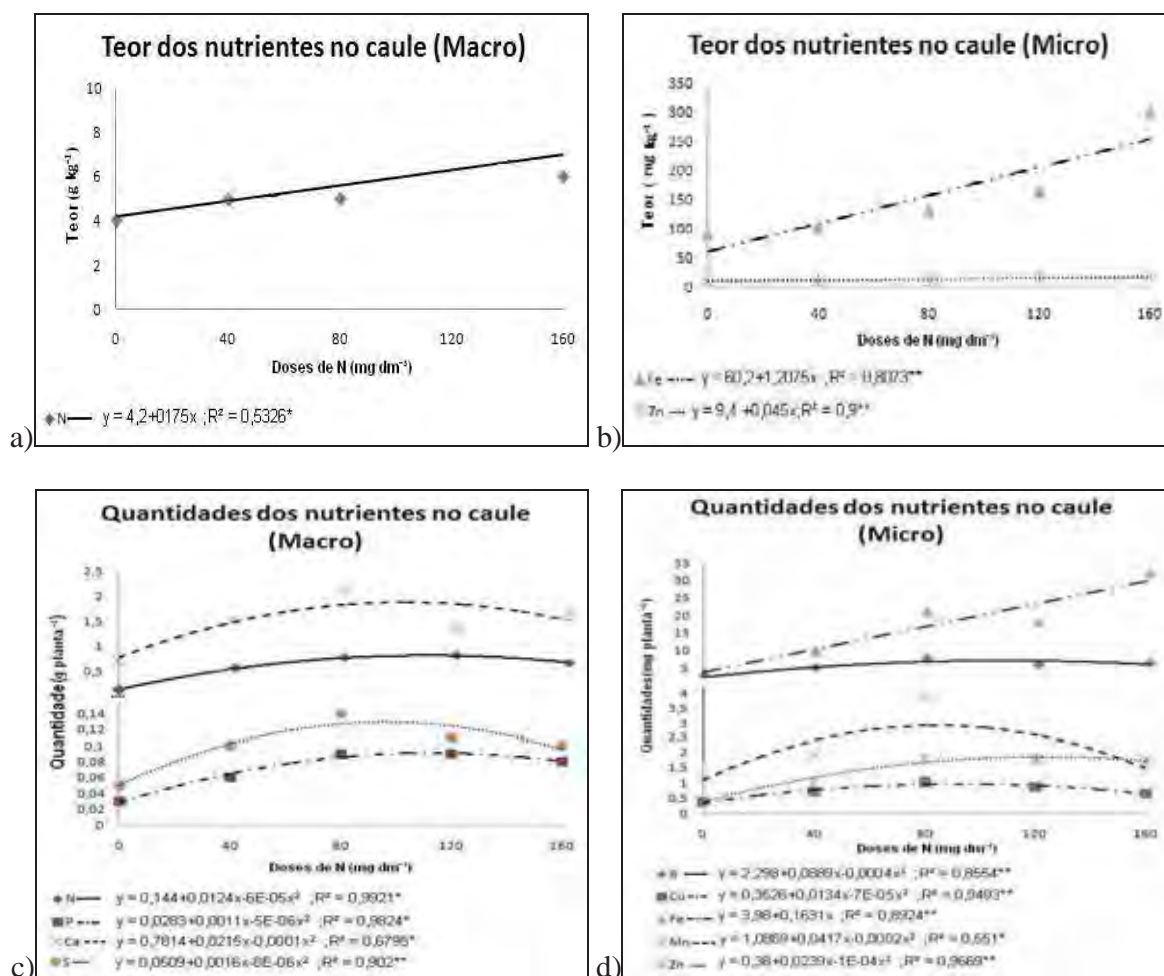 Teor dos nutrientes no caule (Macro)
10
8
6
4
2
0
Teor (g kg⁻¹)
0 40 80 120 160
Doses de N (mg dm⁻³)
N y = 4,2+0175x ;R² = 0,5326*
a)
Teor dos nutrientes no caule (Micro)
350
300
250
200
150
100
50
0
Teor ( mg kg⁻¹)
0 40 80 120 160
Doses de N (mg dm⁻³)
Fe y = 60,2+1,2075x ;R² = 0,8073**
Zn y = 9,4 +0,045x;R² = 0,9**
b)
Quantidades dos nutrientes no caule
(Macro)
2,5
2
1,5
1
0,5
0,14
0,12
0,1
0,08
0,06
0,04
0,02
0
Quantidade (g planta⁻¹)
0 40 80 120 160
Doses de N (mg dm⁻³)
N y = 0,144+0,0124x-6E-05x² ;R² = 0,9921*
P y = 0,0283+0,0011x-5E-06x² ;R² = 0,9824*
Ca y = 0,7814+0,0215x-0,0001x² ;R² = 0,6795*
S y = 0,0509+0,0016x-8E-06x² ;R² = 0,902**
c)
Quantidades dos nutrientes no caule
(Micro)
35
30
25
20
15
10
5
4
3,5
3
2,5
2
1,5
1
0,5
0
Quantidades (mg planta⁻¹)
0 40 80 120 160
Doses de N (mg dm⁻³)
B y = 2,298+0,0889x-0,0004x² ;R² = 0,8554**
Cu y = 0,3626+0,0134x-7E-05x² ;R² = 0,9493**
Fe y = 3,98+0,1631x ;R² = 0,8924**
Mn y = 1,0869+0,0417x-0,0002x² ;R² = 0,551*
Zn y = 0,38+0,0239x-1E-04x² ;R² = 0,9669**
d)